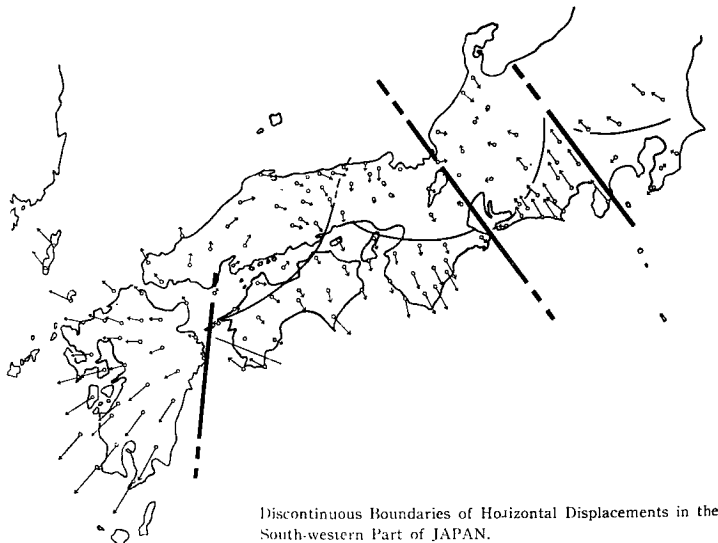 Discontinuous Boundaries of Horizontal Displacements in the
South-western Part of JAPAN.